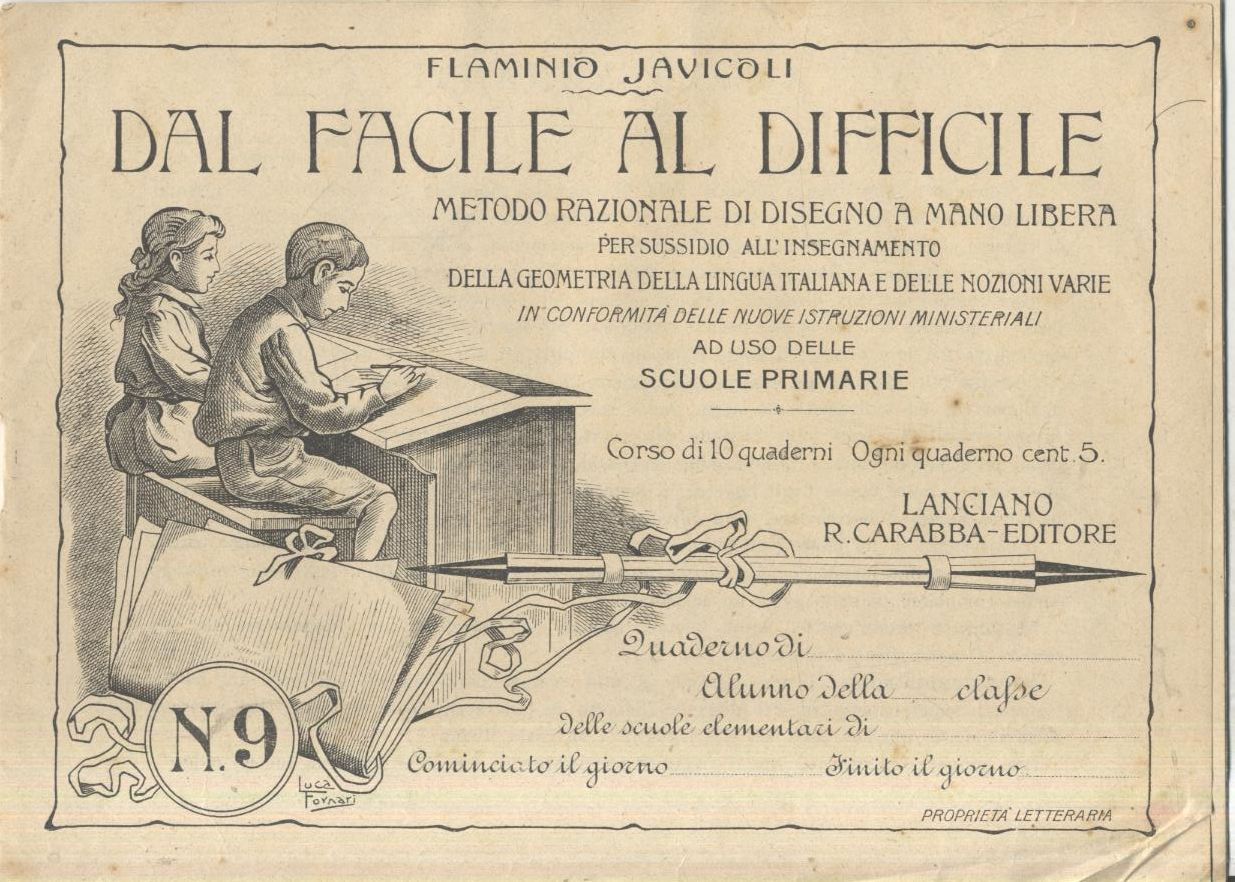 FLAMINIO JAVICOLI
DAL FACILE AL DIFFICILE
METODO RAZIONALE DI DISEGNO A MANO LIBERA
PER SUSSIDIO ALL'INSEGNAMENTO
DELLA GEOMETRIA DELLA LINGUA ITALIANA E DELLE NOZIONI VARIE
IN CONFORMITÀ DELLE NUOVE ISTRUZIONI MINISTERIALI
AD USO DELLE
SCUOLE PRIMARIE
Corso di 10 quaderni Ogni quaderno cent. 5.
LANCIANO
R. CARABBA-EDITORE
Quaderno di
Alunno della claſse
delle scuole elementari di
Cominciato il giorno Finito il giorno
N. 9
Luca
Fornari
PROPRIETÀ LETTERARIA